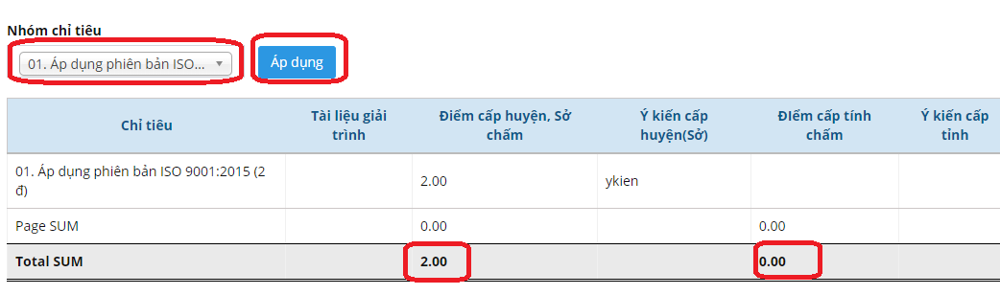 Nhóm chỉ tiêu
01. Áp dụng phiên bản ISO...
Áp dụng
Chỉ tiêu
Tài liệu giải
trình
Điểm cấp huyện, Sở
chấm
Ý kiến cấp
huyện(Sở)
ĐIểm cấp tính
chấm
Ý kiến cấp
tỉnh
01. Áp dụng phiên bản ISO 9001:2015 (2
đ)
2.00
ykien
Page SUM
0.00
0.00
Total SUM
2.00
0.00